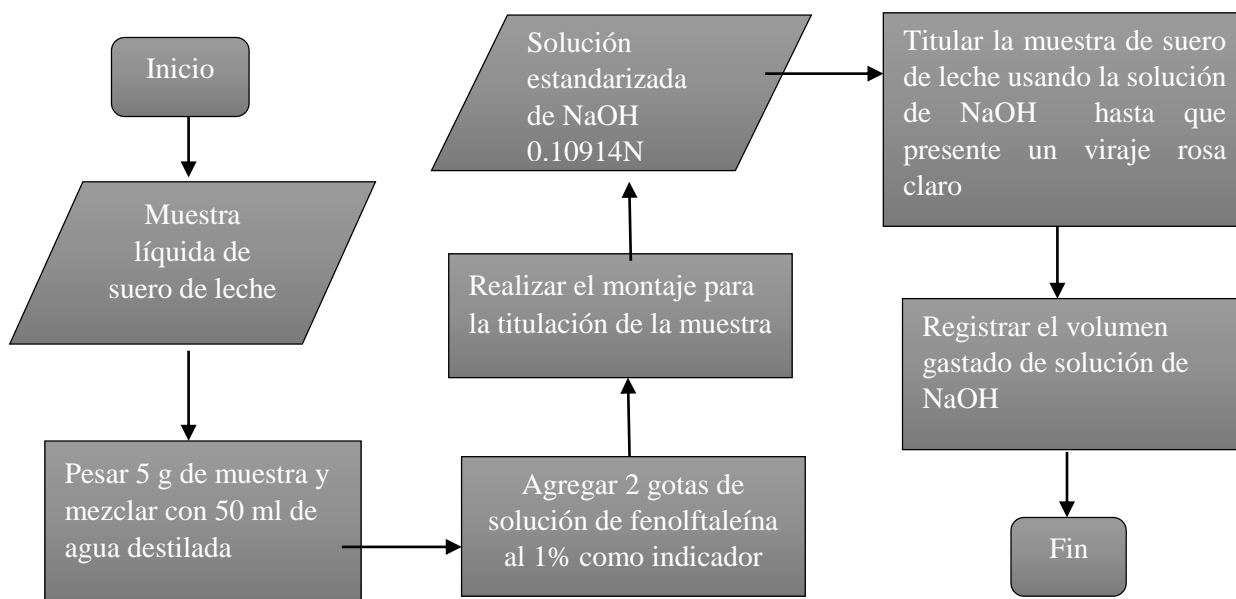 Inicio
Muestra
líquida de
suero de leche
Pesar 5 g de muestra y
mezclar con 50 ml de
agua destilada
Agregar 2 gotas de
solución de fenolftaleína
al 1% como indicador
Realizar el montaje para
la titulación de la muestra
Solución
estandarizada
de NaOH
0.10914N
Titular la muestra de suero
de leche usando la solución
de NaOH hasta que
presente un viraje rosa
claro
Registrar el volumen
gastado de solución de
NaOH
Fin